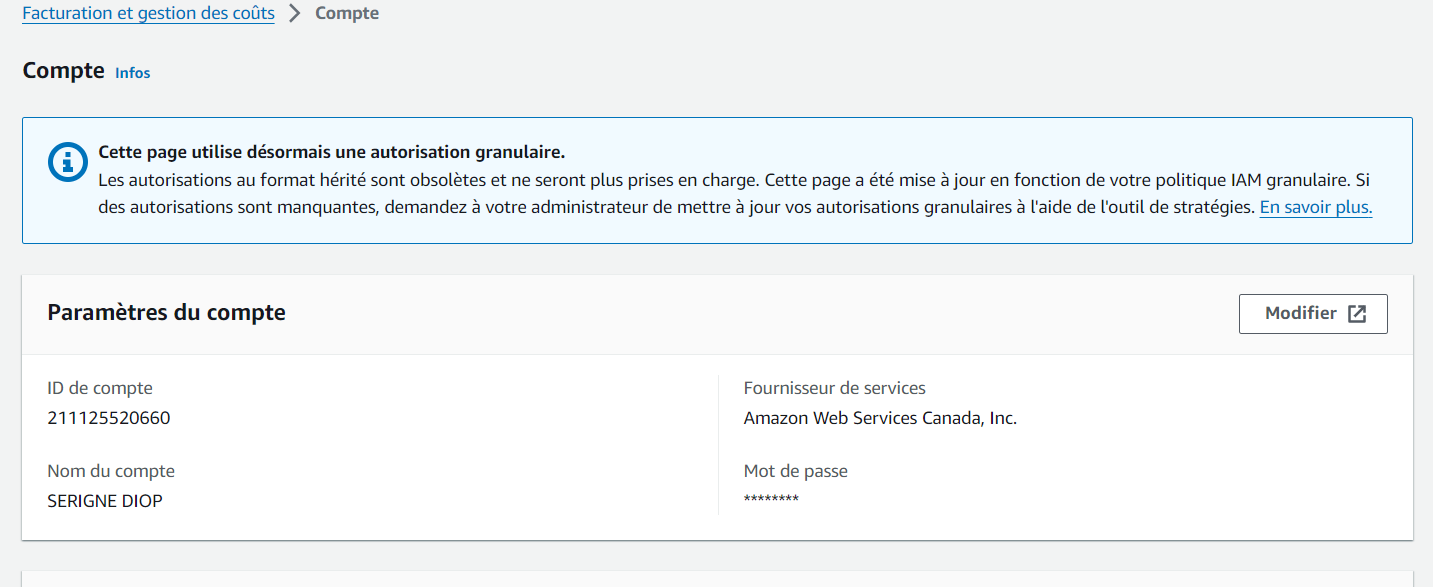 Facturation et gestion des coûts > Compte
Compte Infos
Cette page utilise désormais une autorisation granulaire.
Les autorisations au format hérité sont obsolètes et ne seront plus prises en charge. Cette page a été mise à jour en fonction de votre politique IAM granulaire. Si
des autorisations sont manquantes, demandez à votre administrateur de mettre à jour vos autorisations granulaires à l'aide de l'outil de stratégies. En savoir plus.
Paramètres du compte
Modifier
ID de compte
211125520660
Fournisseur de services
Amazon Web Services Canada, Inc.
Nom du compte
SERIGNE DIOP
Mot de passe
********